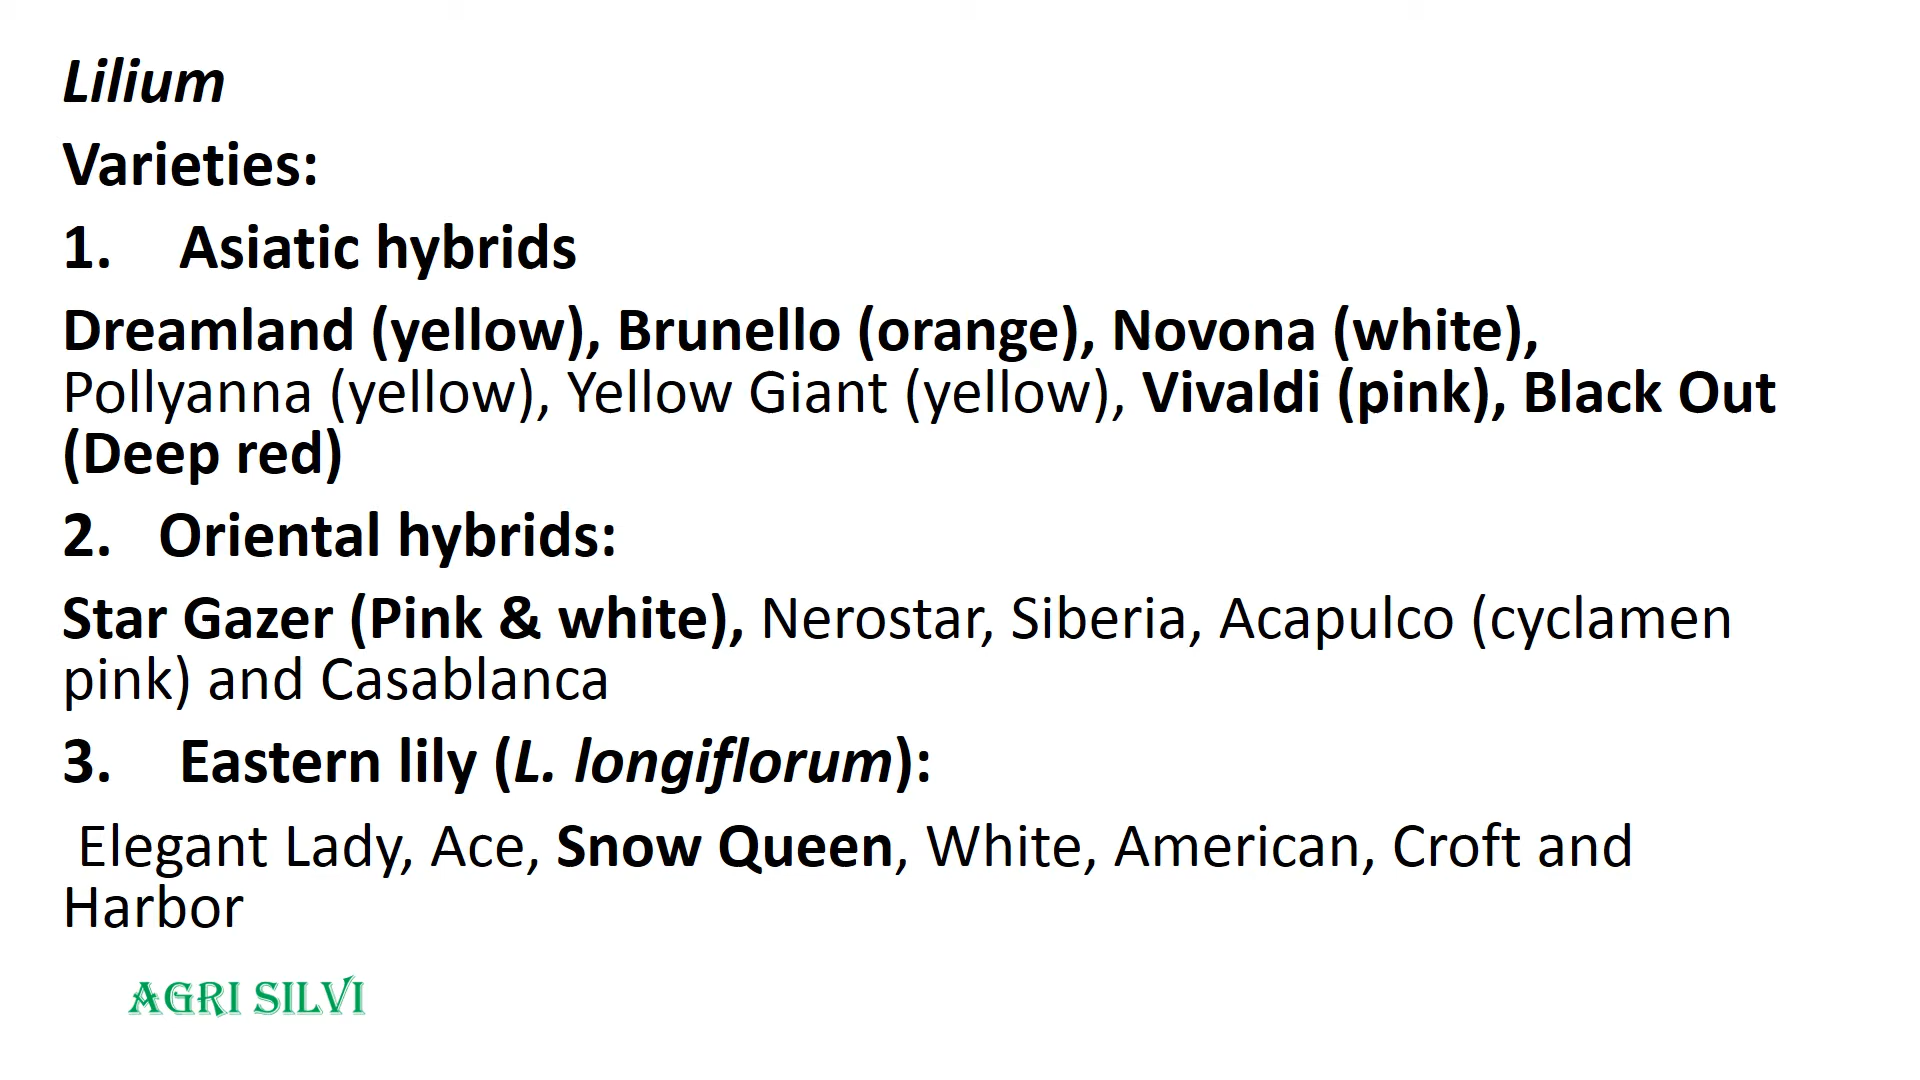 Lilium
Varieties:
1. Asiatic hybrids
Dreamland (yellow), Brunello (orange), Novona (white),
Pollyanna (yellow), Yellow Giant (yellow), Vivaldi (pink), Black Out
(Deep red)
2. Oriental hybrids:
Star Gazer (Pink & white), Nerostar, Siberia, Acapulco (cyclamen
pink) and Casablanca
3. Eastern lily (L. longiflorum):
Elegant Lady, Ace, Snow Queen, White, American, Croft and
Harbor
AGRI SILVI